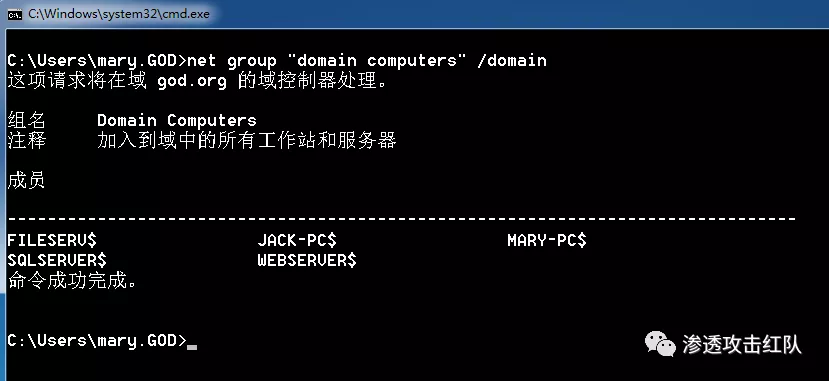 C:\Windows\system32\cmd.exe
C:\Users\mary.GOD>net group "domain computers" /domain
这项请求将在域 god.org 的域控制器处理。
组名     Domain Computers
注释     加入到域中的所有工作站和服务器
成员
-------------------------------------------------------------------------------
FILESERV$                JACK-PC$                 MARY-PC$
SQLSERVER$               WEBSERVER$
命令成功完成。
C:\Users\mary.GOD>_
渗透攻击红队